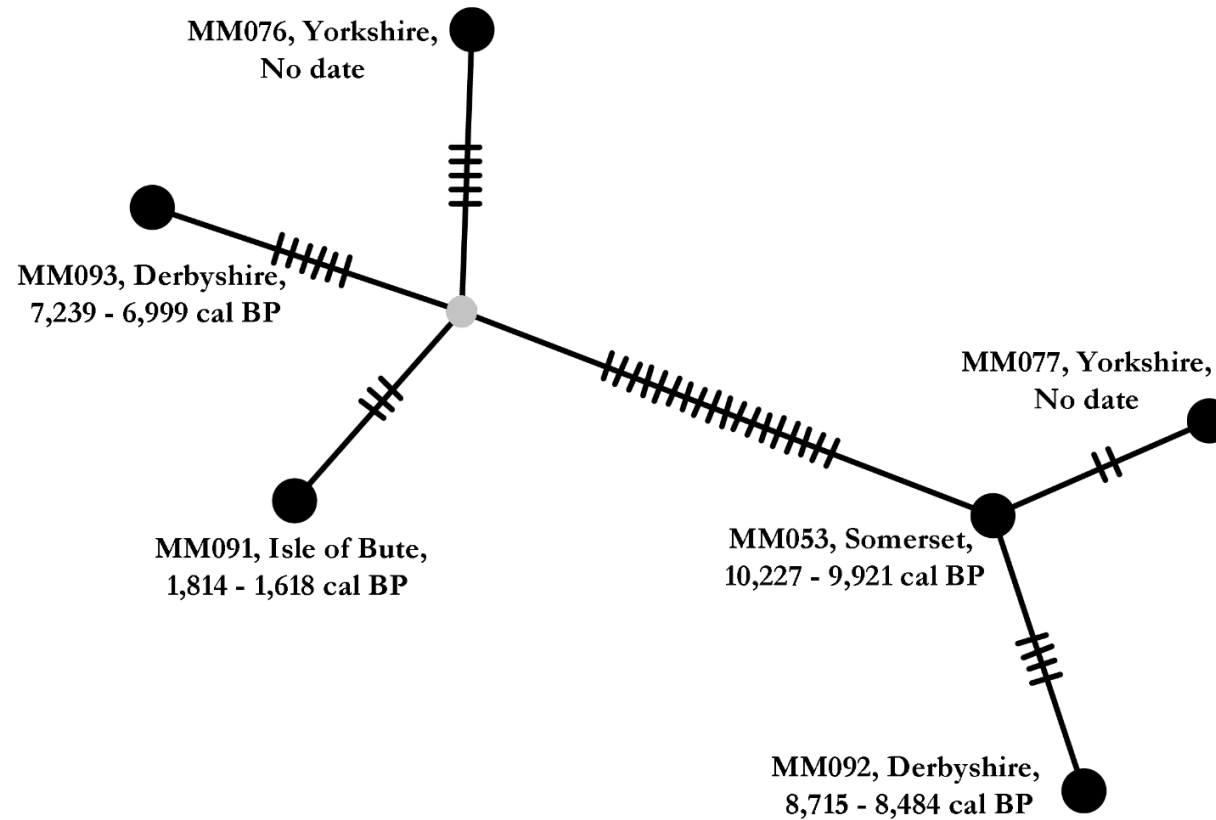 MM076, Yorkshire,
No date
MM093, Derbyshire,
7,239 - 6,999 cal BP
MM077, Yorkshire,
No date
MM091, Isle of Bute,
1,814 - 1,618 cal BP
MM053, Somerset,
10,227 - 9,921 cal BP
MM092, Derbyshire,
8,715 - 8,484 cal BP